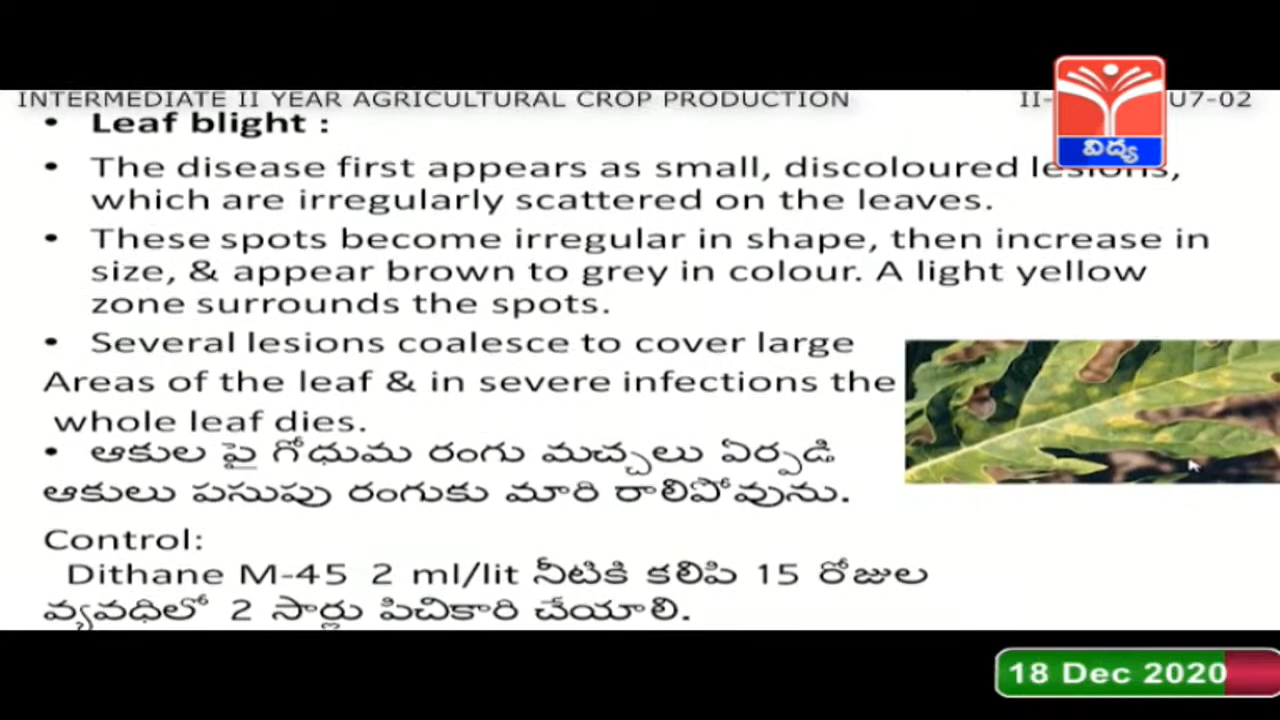 INTERMEDIATE II YEAR AGRICULTURAL CROP PRODUCTION II- U7-02
విద్య
• Leaf blight :
• The disease first appears as small, discoloured lesions,
which are irregularly scattered on the leaves.
• These spots become irregular in shape, then increase in
size, & appear brown to grey in colour. A light yellow
zone surrounds the spots.
• Several lesions coalesce to cover large
Areas of the leaf & in severe infections the
whole leaf dies.
• ఆకుల పై గోధుమ రంగు మచ్చలు ఏర్పడి
ఆకులు పసుపు రంగుకు మారి రాలిపోవును.
Control:
Dithane M-45 2 ml/lit నీటికి కలిపి 15 రోజుల
వ్యవధిలో 2 సార్లు పిచికారి చేయాలి.
18 Dec 2020